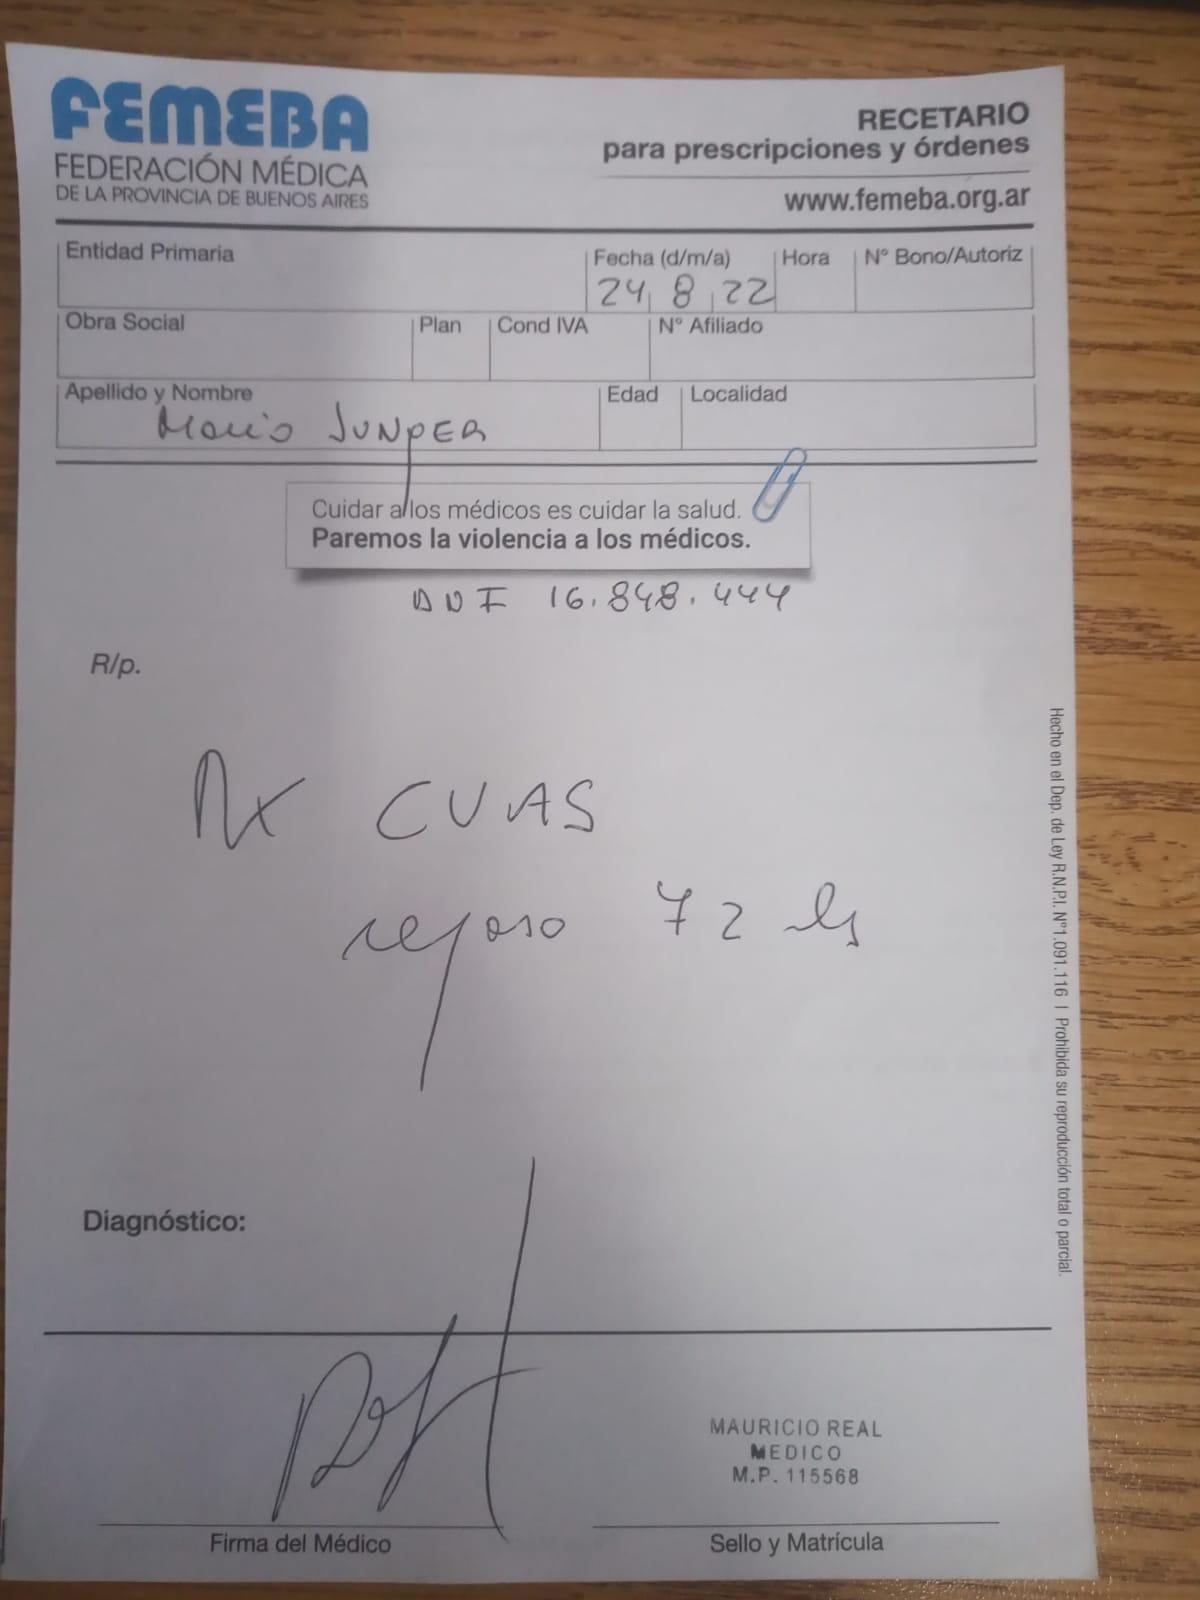 FEMEBA
FEDERACIÓN MÉDICA
DE LA PROVINCIA DE BUENOS AIRES
RECETARIO
para prescripciones y órdenes
www.femeba.org.ar
Entidad Primaria
Fecha (d/m/a) Hora N° Bono/Autoriz
24 8 22
Obra Social Plan Cond IVA N° Afiliado
Apellido y Nombre Edad Localidad
Mario JUNPER
Cuidar a los médicos es cuidar la salud.
Paremos la violencia a los médicos.
DNI 16.848.444
R/p.
CVAS
reposo 72 hs
Diagnóstico:
MAURICIO REAL
MEDICO
M.P. 115568
Firma del Médico Sello y Matrícula
Hecho en el Dep. de Ley R.N.P.I. N°1.091.116 | Prohibida su reproducción total o parcial.